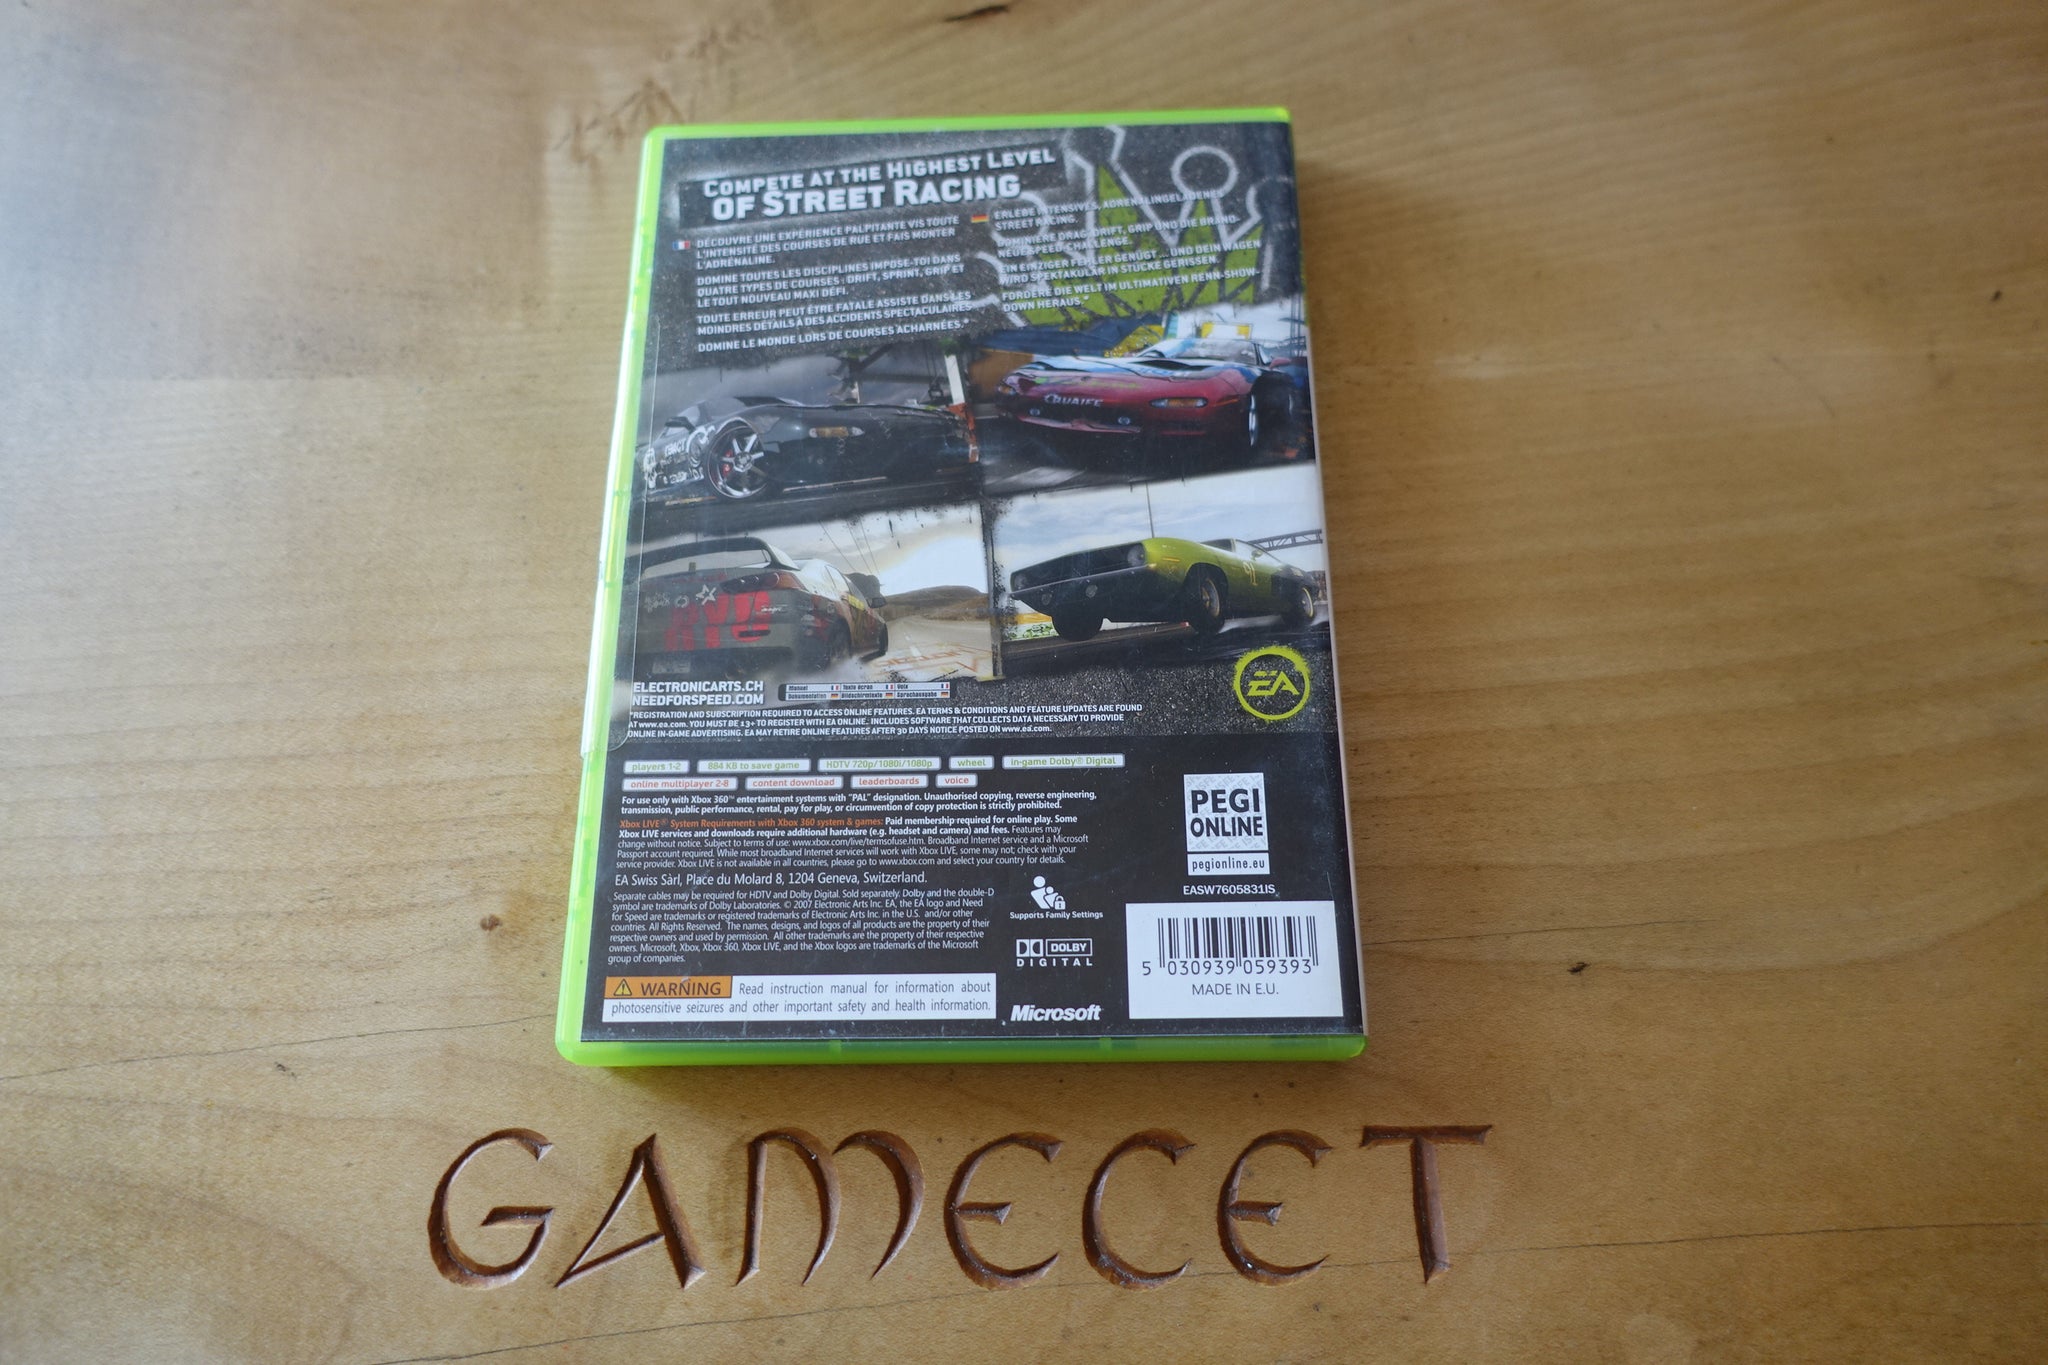 COMPETE AT THE HIGHEST LEVEL
OF STREET RACING
DÉCOUVRE UNE EXPÉRIENCE PALPITANTE VIS TOUTE
L'INTENSITÉ DES COURSES DE RUE ET FAIS MONTER
L'ADRÉNALINE.
DOMINE TOUTES LES DISCIPLINES IMPOSE-TOI DANS
QUATRE TYPES DE COURSES : DRIFT, SPRINT, GRIP ET
LE TOUT NOUVEAU MAXI DÉFI.
TOUTE ERREUR PEUT ÊTRE FATALE ASSISTE DANS LES
MOINDRES DÉTAILS À DES ACCIDENTS SPECTACULAIRES
DOMINE LE MONDE LORS DE COURSES ACHARNÉES.*
ERLEBE INTENSIVES, ADRENALINGELADENES
STREET RACING.
DOMINIERE DRAG, DRIFT, GRIP UND DIE BRAND-
NEUE SPEED-CHALLENGE.
EIN EINZIGER FEHLER GENÜGT ... UND DEIN WAGEN
WIRD SPEKTAKULÄR IN STÜCKE GERISSEN.
FORDERE DIE WELT IM ULTIMATIVEN RENN-SHOW-
DOWN HERAUS.*
QUAIFE
ELECTRONICARTS.CH
NEEDFORSPEED.COM
Manuel Texte écran Voix
Dokumentation Bildschirmtexte Sprachausgabe
EA
*REGISTRATION AND SUBSCRIPTION REQUIRED TO ACCESS ONLINE FEATURES. EA TERMS & CONDITIONS AND FEATURE UPDATES ARE FOUND
AT www.ea.com. YOU MUST BE 13+ TO REGISTER WITH EA ONLINE. INCLUDES SOFTWARE THAT COLLECTS DATA NECESSARY TO PROVIDE
ONLINE IN-GAME ADVERTISING. EA MAY RETIRE ONLINE FEATURES AFTER 30 DAYS NOTICE POSTED ON www.ea.com.
players 1-2 884 KB to save game HDTV 720p/1080i/1080p wheel in-game Dolby® Digital
online multiplayer 2-8 content download leaderboards voice
For use only with Xbox 360™ entertainment systems with "PAL" designation. Unauthorised copying, reverse engineering,
transmission, public performance, rental, pay for play, or circumvention of copy protection is strictly prohibited.
Xbox LIVE® System Requirements with Xbox 360 system & games: Paid membership required for online play. Some
Xbox LIVE services and downloads require additional hardware (e.g. headset and camera) and fees. Features may
change without notice. Subject to terms of use: www.xbox.com/live/termsofuse.htm. Broadband Internet service and a Microsoft
Passport account required. While most broadband Internet services will work with Xbox LIVE, some may not; check with your
service provider. Xbox LIVE is not available in all countries, please go to www.xbox.com and select your country for details.
EA Swiss Sàrl, Place du Molard 8, 1204 Geneva, Switzerland.
Separate cables may be required for HDTV and Dolby Digital. Sold separately. Dolby and the double-D
symbol are trademarks of Dolby Laboratories. © 2007 Electronic Arts Inc. EA, the EA logo and Need
for Speed are trademarks or registered trademarks of Electronic Arts Inc. in the U.S. and/or other
countries. All Rights Reserved. The names, designs, and logos of all products are the property of their
respective owners and used by permission. All other trademarks are the property of their respective
owners. Microsoft, Xbox, Xbox 360, Xbox LIVE, and the Xbox logos are trademarks of the Microsoft
group of companies.
WARNING Read instruction manual for information about
photosensitive seizures and other important safety and health information.
Supports Family Settings
DOLBY
DIGITAL
Microsoft
PEGI
ONLINE
pegionline.eu
EASW7605831IS
5 030939 059393
MADE IN E.U.
GAMECET